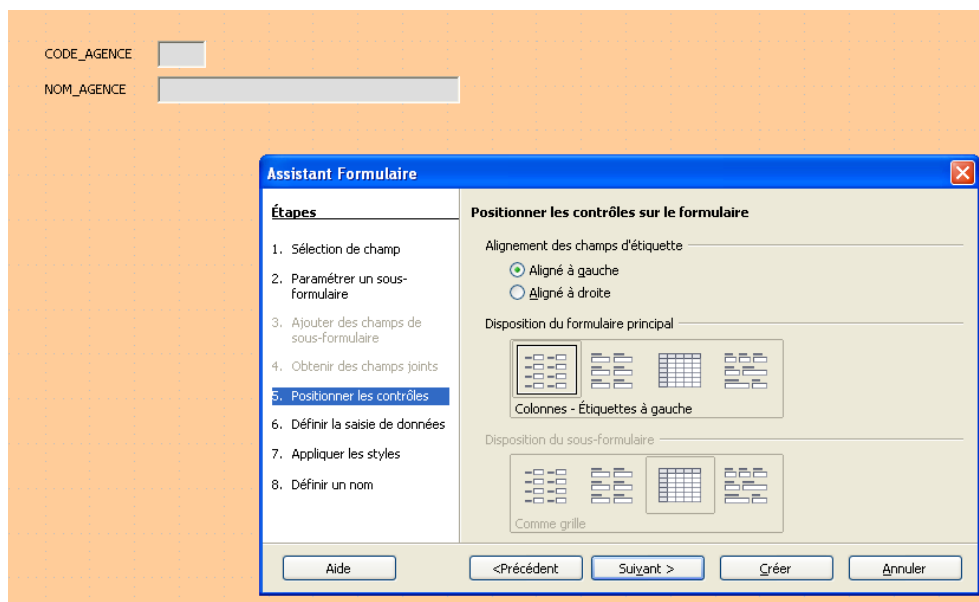 CODE_AGENCE
NOM_AGENCE
Assistant Formulaire
Étapes
1. Sélection de champ
2. Paramétrer un sous-
formulaire
3. Ajouter des champs de
sous-formulaire
4. Obtenir des champs joints
5. Positionner les contrôles
6. Définir la saisie de données
7. Appliquer les styles
8. Définir un nom
Positionner les contrôles sur le formulaire
Alignement des champs d'étiquette
Aligné à gauche
Aligné à droite
Disposition du formulaire principal
Colonnes - Étiquettes à gauche
Disposition du sous-formulaire
Comme grille
Aide
<Précédent
Suivant >
Créer
Annuler